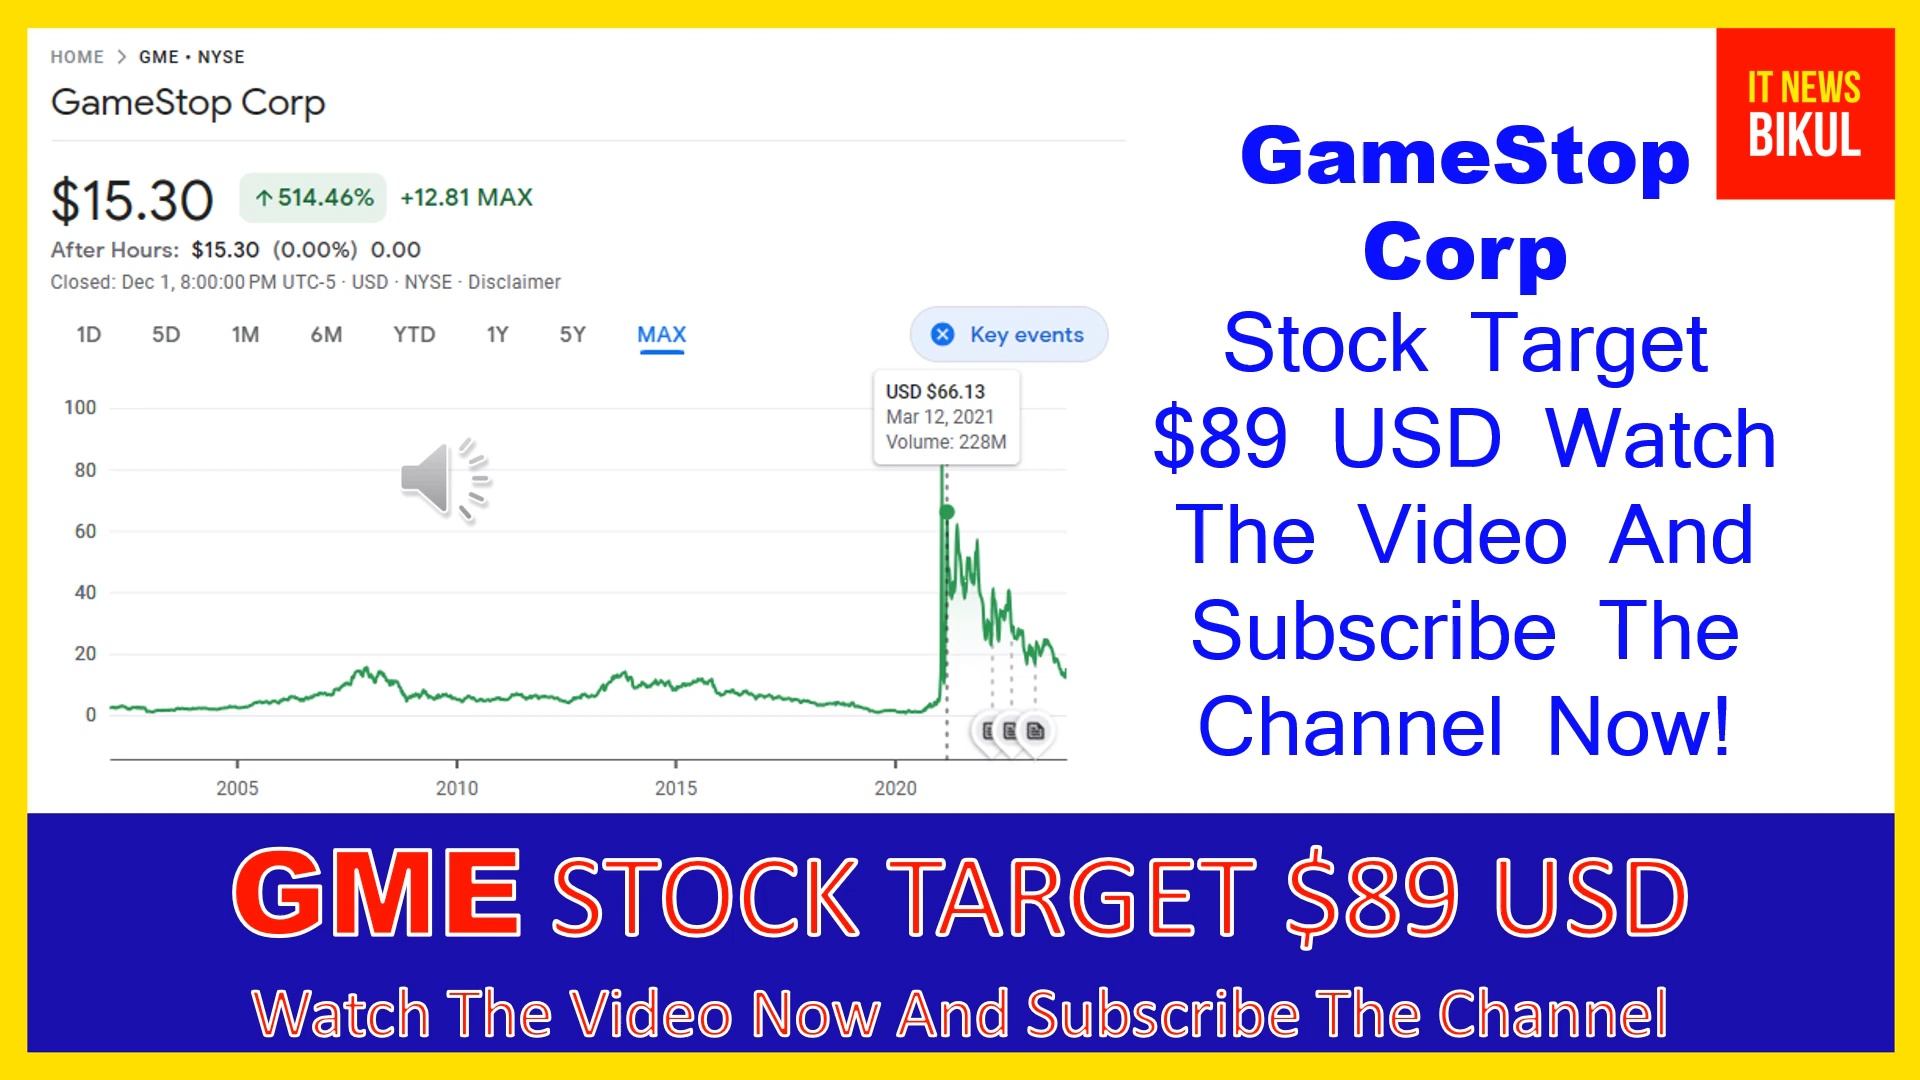 HOME > GME • NYSE
GameStop Corp
$15.30 ↑ 514.46% +12.81 MAX
After Hours: $15.30 (0.00%) 0.00
Closed: Dec 1, 8:00:00 PM UTC-5 · USD · NYSE · Disclaimer
1D 5D 1M 6M YTD 1Y 5Y MAX Key events
USD $66.13
Mar 12, 2021
Volume: 228M
100
80
60
40
20
0
2005 2010 2015 2020
IT NEWS
BIKUL
GameStop
Corp
Stock Target
$89 USD Watch
The Video And
Subscribe The
Channel Now!
GME STOCK TARGET $89 USD
Watch The Video Now And Subscribe The Channel